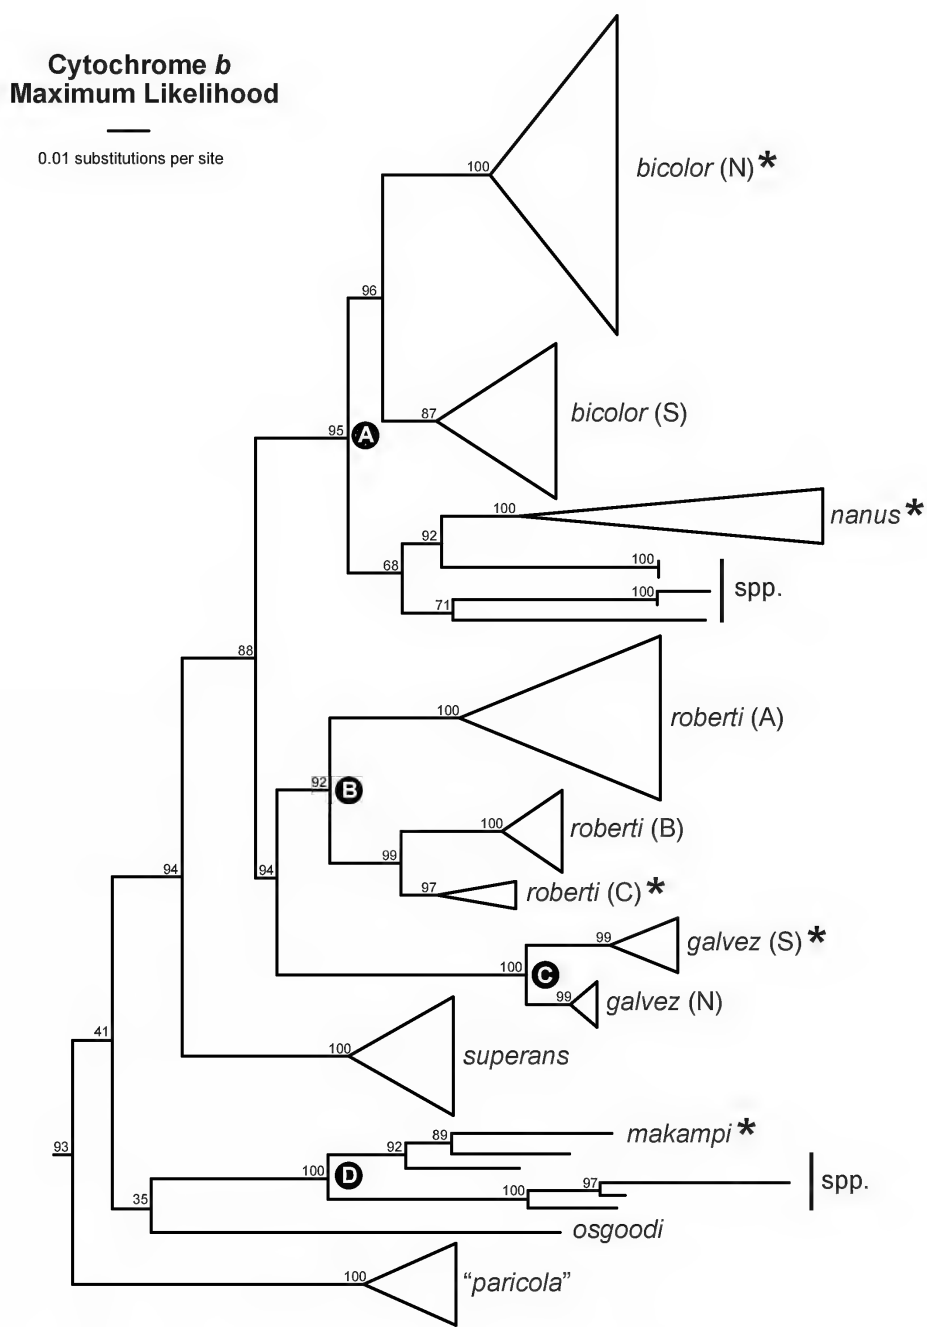 Cytochrome b
Maximum Likelihood
0.01 substitutions per site
100
bicolor (N) *
96
87
bicolor (S)
95
A
100
nanus *
92
100
68
100
spp.
71
88
100
roberti (A)
92
B
100
roberti (B)
99
97
roberti (C) *
94
94
99
galvez (S) *
100
C
99
galvez (N)
41
100
superans
89
makampi *
92
93
100
D
97
spp.
100
35
osgoodi
100
“paricola”